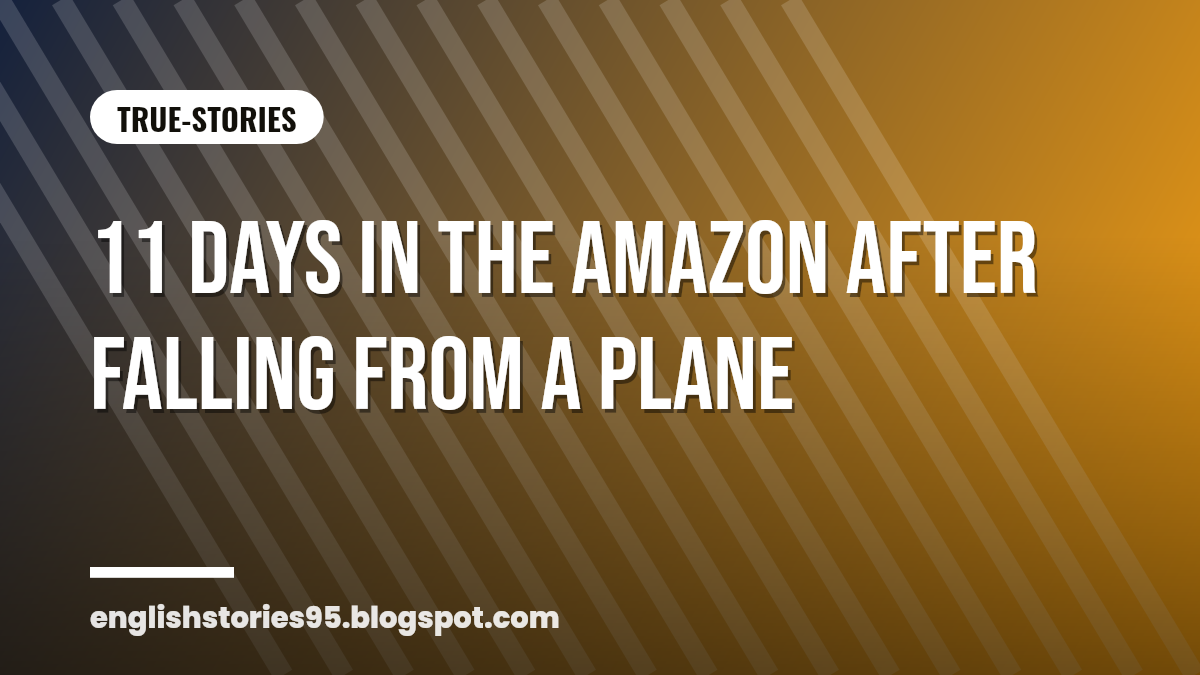 TRUE-STORIES
11 DAYS IN THE AMAZON AFTER
FALLING FROM A PLANE
englishstories95.blogspot.com